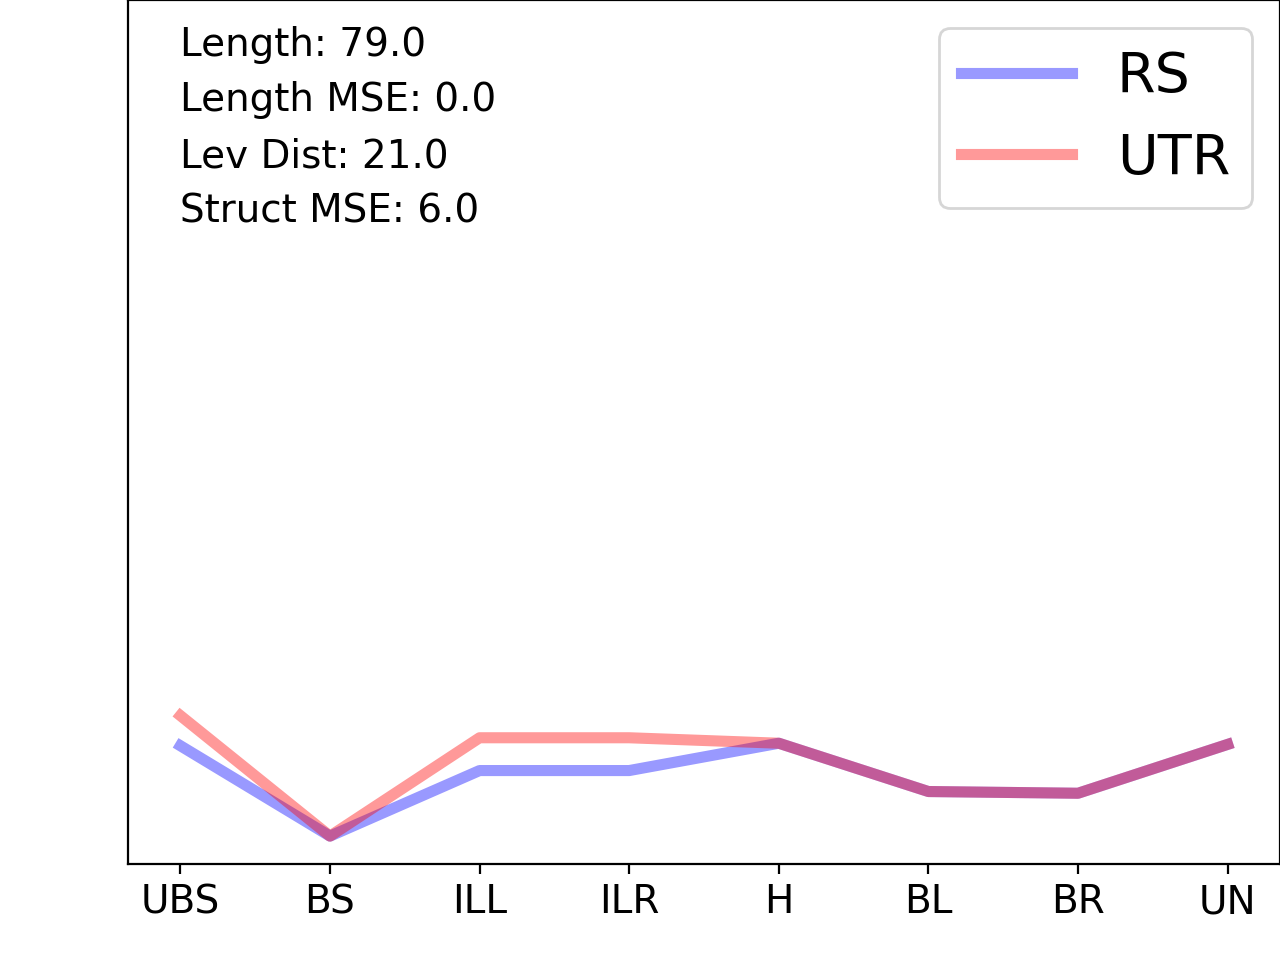 Length: 79.0
Length MSE: 0.0
Lev Dist: 21.0
Struct MSE: 6.0
RS
UTR
UBS BS ILL ILR H BL BR UN